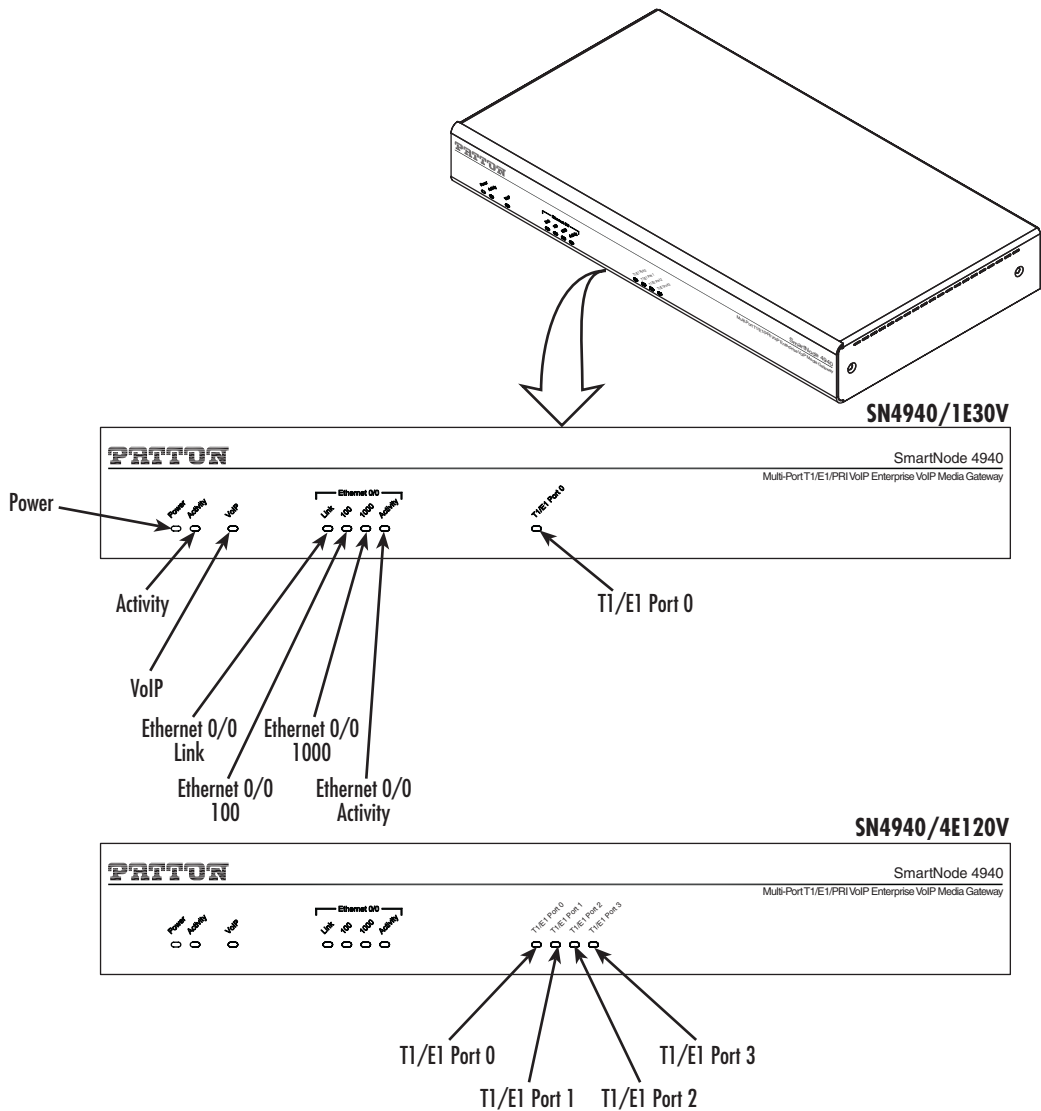 PATTON
SN4940/1E30V
PATTON
SmartNode 4940
Multi-Port T1/E1/PRI VoIP Enterprise VoIP Media Gateway
Power
Activity
VoIP
Ethernet 0/0
Link
100
1000
Activity
T1/E1 Port 0
Power
Activity
T1/E1 Port 0
VoIP
Ethernet 0/0
Link
Ethernet 0/0
1000
Ethernet 0/0
100
Ethernet 0/0
Activity
SN4940/4E120V
PATTON
SmartNode 4940
Multi-Port T1/E1/PRI VoIP Enterprise VoIP Media Gateway
Power
Activity
VoIP
Ethernet 0/0
Link
100
1000
Activity
T1/E1 Port 0
T1/E1 Port 1
T1/E1 Port 2
T1/E1 Port 3
T1/E1 Port 0
T1/E1 Port 3
T1/E1 Port 1
T1/E1 Port 2